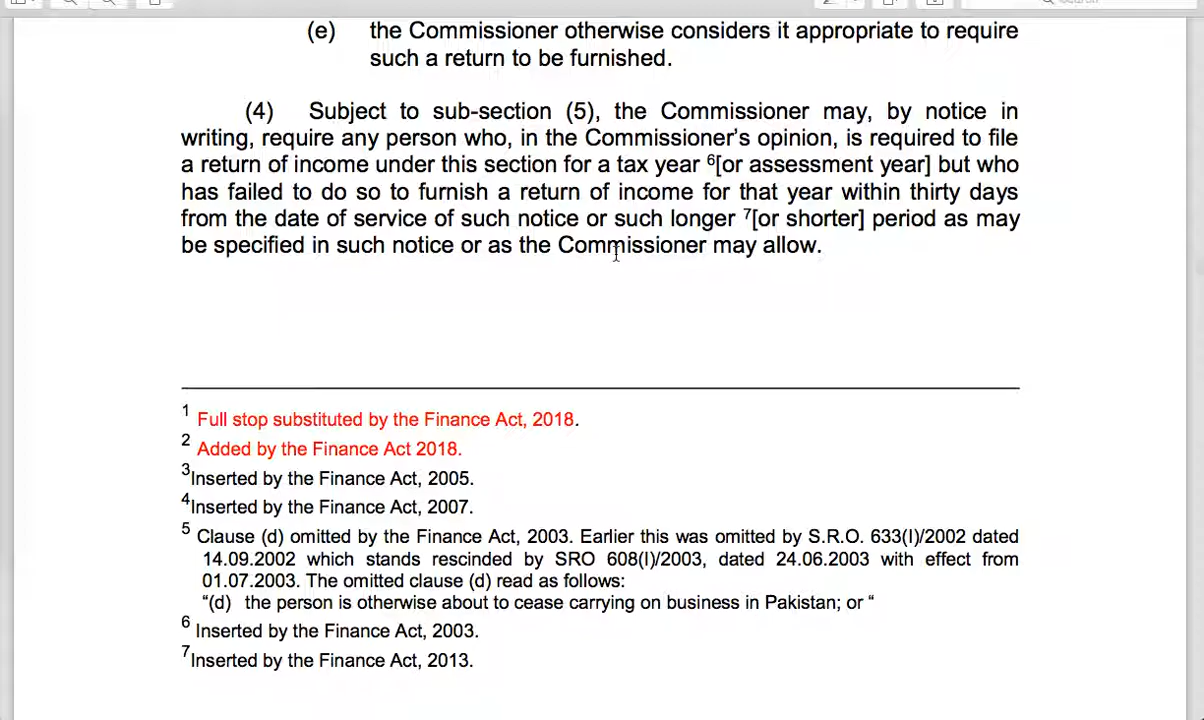 (e) the Commissioner otherwise considers it appropriate to require
such a return to be furnished.
(4) Subject to sub-section (5), the Commissioner may, by notice in
writing, require any person who, in the Commissioner's opinion, is required to file
a return of income under this section for a tax year 6[or assessment year] but who
has failed to do so to furnish a return of income for that year within thirty days
from the date of service of such notice or such longer 7[or shorter] period as may
be specified in such notice or as the Commissioner may allow.
1 Full stop substituted by the Finance Act, 2018.
2 Added by the Finance Act 2018.
3Inserted by the Finance Act, 2005.
4Inserted by the Finance Act, 2007.
5 Clause (d) omitted by the Finance Act, 2003. Earlier this was omitted by S.R.O. 633(I)/2002 dated
14.09.2002 which stands rescinded by SRO 608(I)/2003, dated 24.06.2003 with effect from
01.07.2003. The omitted clause (d) read as follows:
“(d) the person is otherwise about to cease carrying on business in Pakistan; or “
6 Inserted by the Finance Act, 2003.
7Inserted by the Finance Act, 2013.